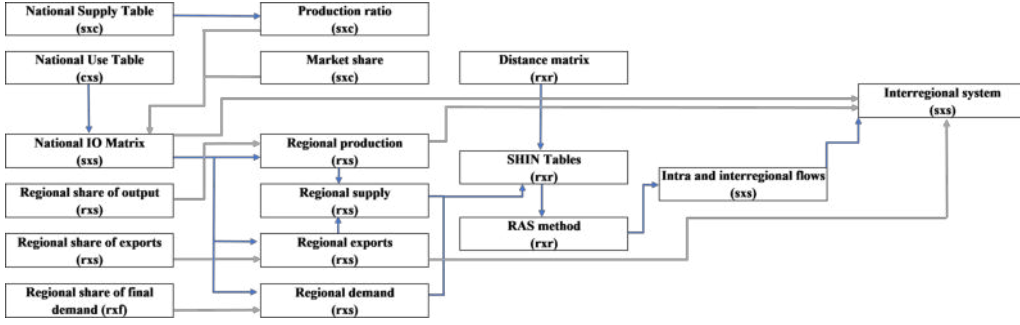 National Supply Table
(sxc)
Production ratio
(sxc)
National Use Table
(cxs)
Market share
(sxc)
Distance matrix
(rxr)
Interregional system
(sxs)
National IO Matrix
(sxs)
Regional production
(rxs)
SHIN Tables
(rxr)
Intra and interregional flows
(sxs)
Regional share of output
(rxs)
Regional supply
(rxs)
RAS method
(rxr)
Regional share of exports
(rxs)
Regional exports
(rxs)
Regional share of final
demand (rxf)
Regional demand
(rxs)